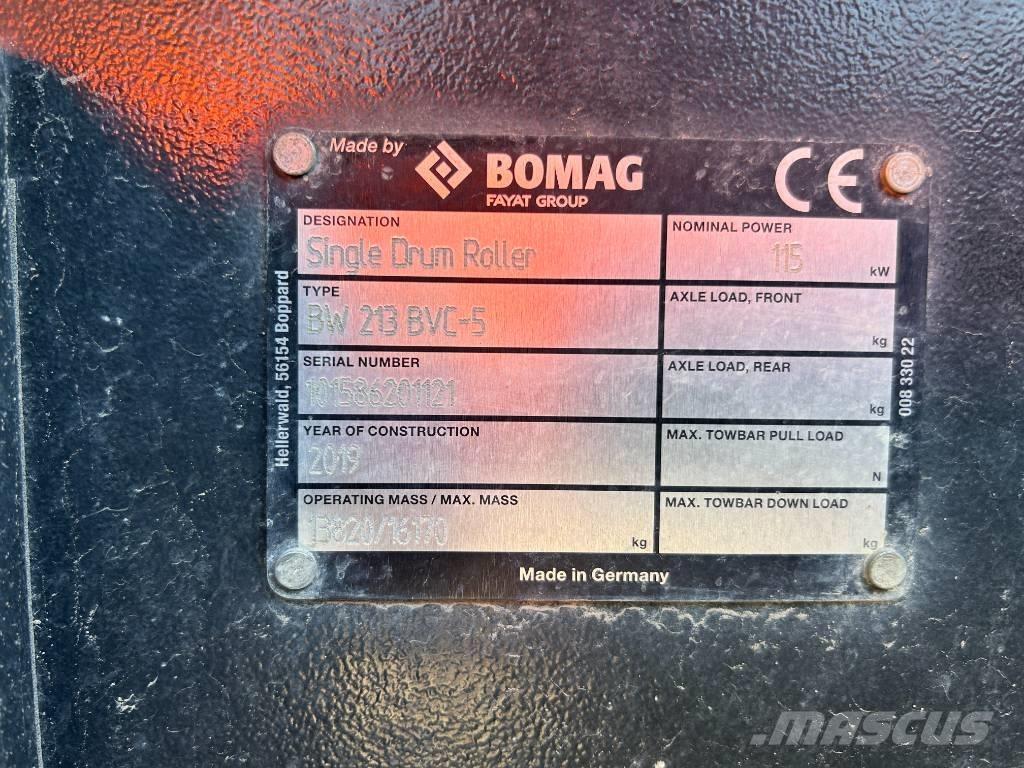 Made by
BOMAG
FAYAT GROUP
CE
DESIGNATION
Single Drum Roller
NOMINAL POWER
115
kW
TYPE
BW 213 BVC-5
AXLE LOAD, FRONT
kg
SERIAL NUMBER
101586201121
AXLE LOAD, REAR
kg
YEAR OF CONSTRUCTION
2019
MAX. TOWBAR PULL LOAD
N
OPERATING MASS / MAX. MASS
13820/16170
kg
MAX. TOWBAR DOWN LOAD
kg
Made in Germany
Hellerwald, 56154 Boppard
008 330 22
MASCUS